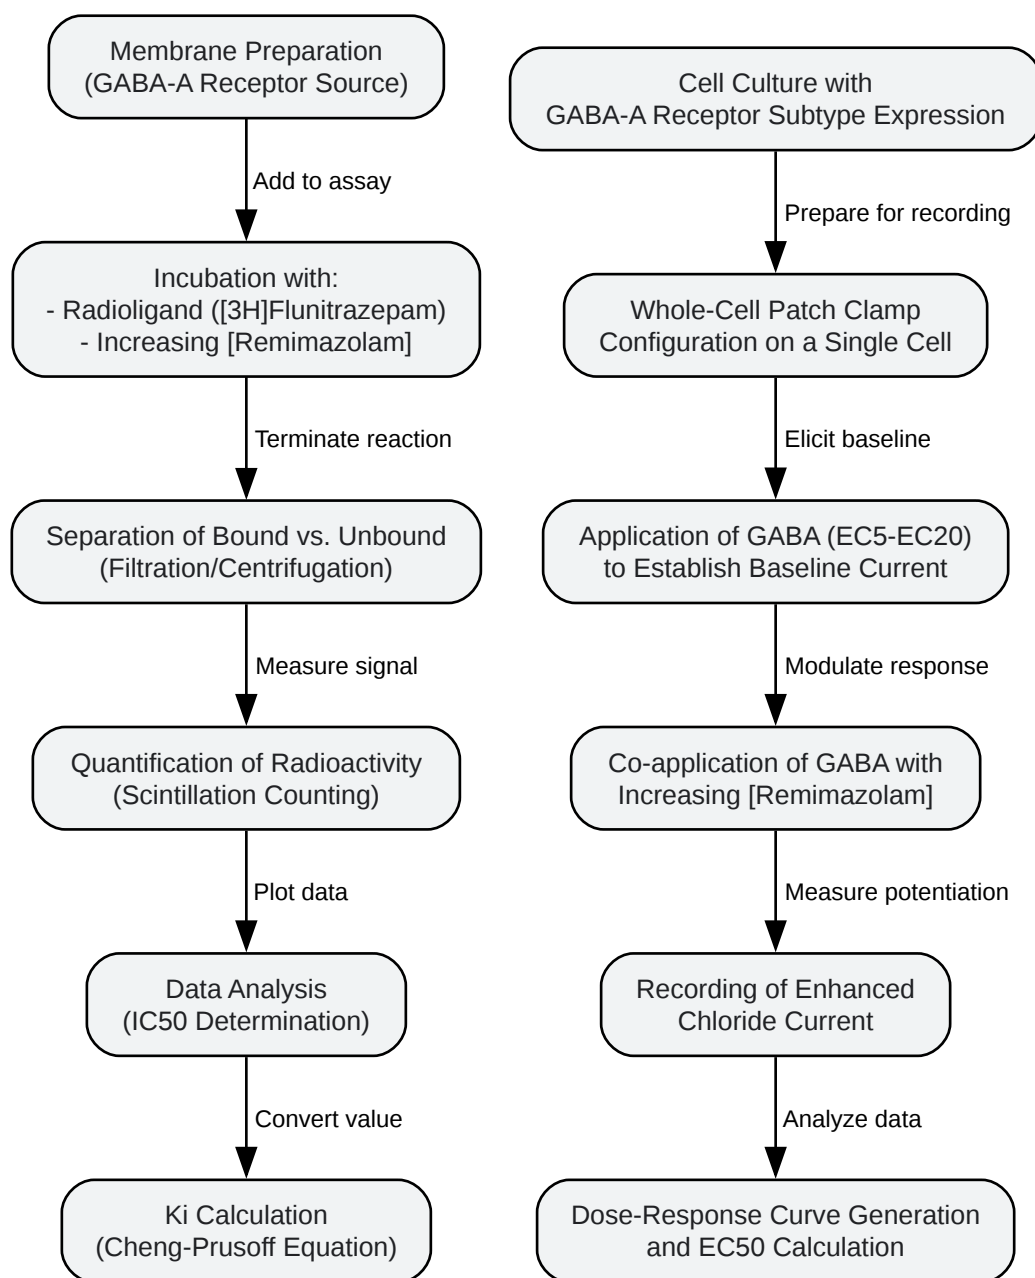 Membrane Preparation
(GABA-A Receptor Source)
Add to assay
Incubation with:
- Radioligand ([3H]Flunitrazepam)
- Increasing [Remimazolam]
Terminate reaction
Separation of Bound vs. Unbound
(Filtration/Centrifugation)
Measure signal
Quantification of Radioactivity
(Scintillation Counting)
Plot data
Data Analysis
(IC50 Determination)
Convert value
Ki Calculation
(Cheng-Prusoff Equation)
Cell Culture with
GABA-A Receptor Subtype Expression
Prepare for recording
Whole-Cell Patch Clamp
Configuration on a Single Cell
Elicit baseline
Application of GABA (EC5-EC20)
to Establish Baseline Current
Modulate response
Co-application of GABA with
Increasing [Remimazolam]
Measure potentiation
Recording of Enhanced
Chloride Current
Analyze data
Dose-Response Curve Generation
and EC50 Calculation